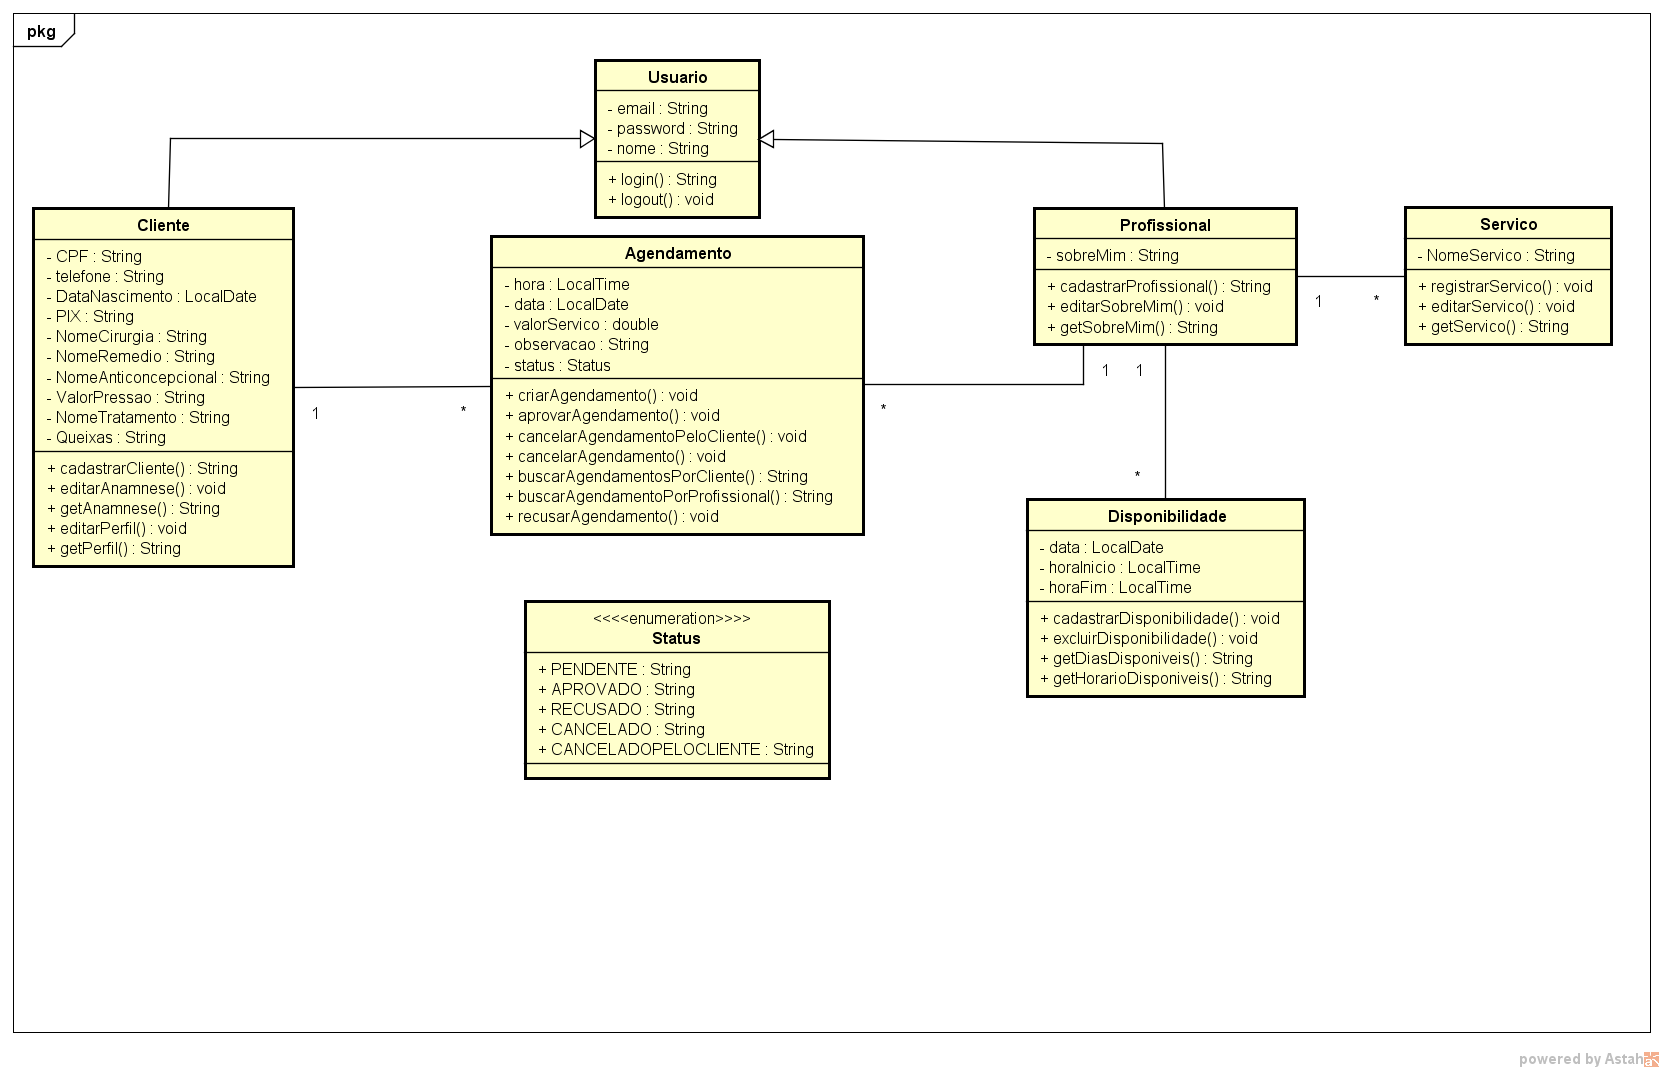 pkg
Usuario
- email : String
- password : String
- nome : String
+ login() : String
+ logout() : void
Cliente
- CPF : String
- telefone : String
- DataNascimento : LocalDate
- PIX : String
- NomeCirurgia : String
- NomeRemedio : String
- NomeAnticoncepcional : String
- ValorPressao : String
- NomeTratamento : String
- Queixas : String
+ cadastrarCliente() : String
+ editarAnamnese() : void
+ getAnamnese() : String
+ editarPerfil() : void
+ getPerfil() : String
1
*
Agendamento
- hora : LocalTime
- data : LocalDate
- valorServico : double
- observacao : String
- status : Status
+ criarAgendamento() : void
+ aprovarAgendamento() : void
+ cancelarAgendamentoPeloCliente() : void
+ cancelarAgendamento() : void
+ buscarAgendamentosPorCliente() : String
+ buscarAgendamentoPorProfissional() : String
+ recusarAgendamento() : void
*
1
Profissional
- sobreMim : String
+ cadastrarProfissional() : String
+ editarSobreMim() : void
+ getSobreMim() : String
1
*
Servico
- NomeServico : String
+ registrarServico() : void
+ editarServico() : void
+ getServico() : String
1
*
Disponibilidade
- data : LocalDate
- horaInicio : LocalTime
- horaFim : LocalTime
+ cadastrarDisponibilidade() : void
+ excluirDisponibilidade() : void
+ getDiasDisponiveis() : String
+ getHorarioDisponiveis() : String
<<<<enumeration>>>>
Status
+ PENDENTE : String
+ APROVADO : String
+ RECUSADO : String
+ CANCELADO : String
+ CANCELADOPELOCLIENTE : String
powered by Astah